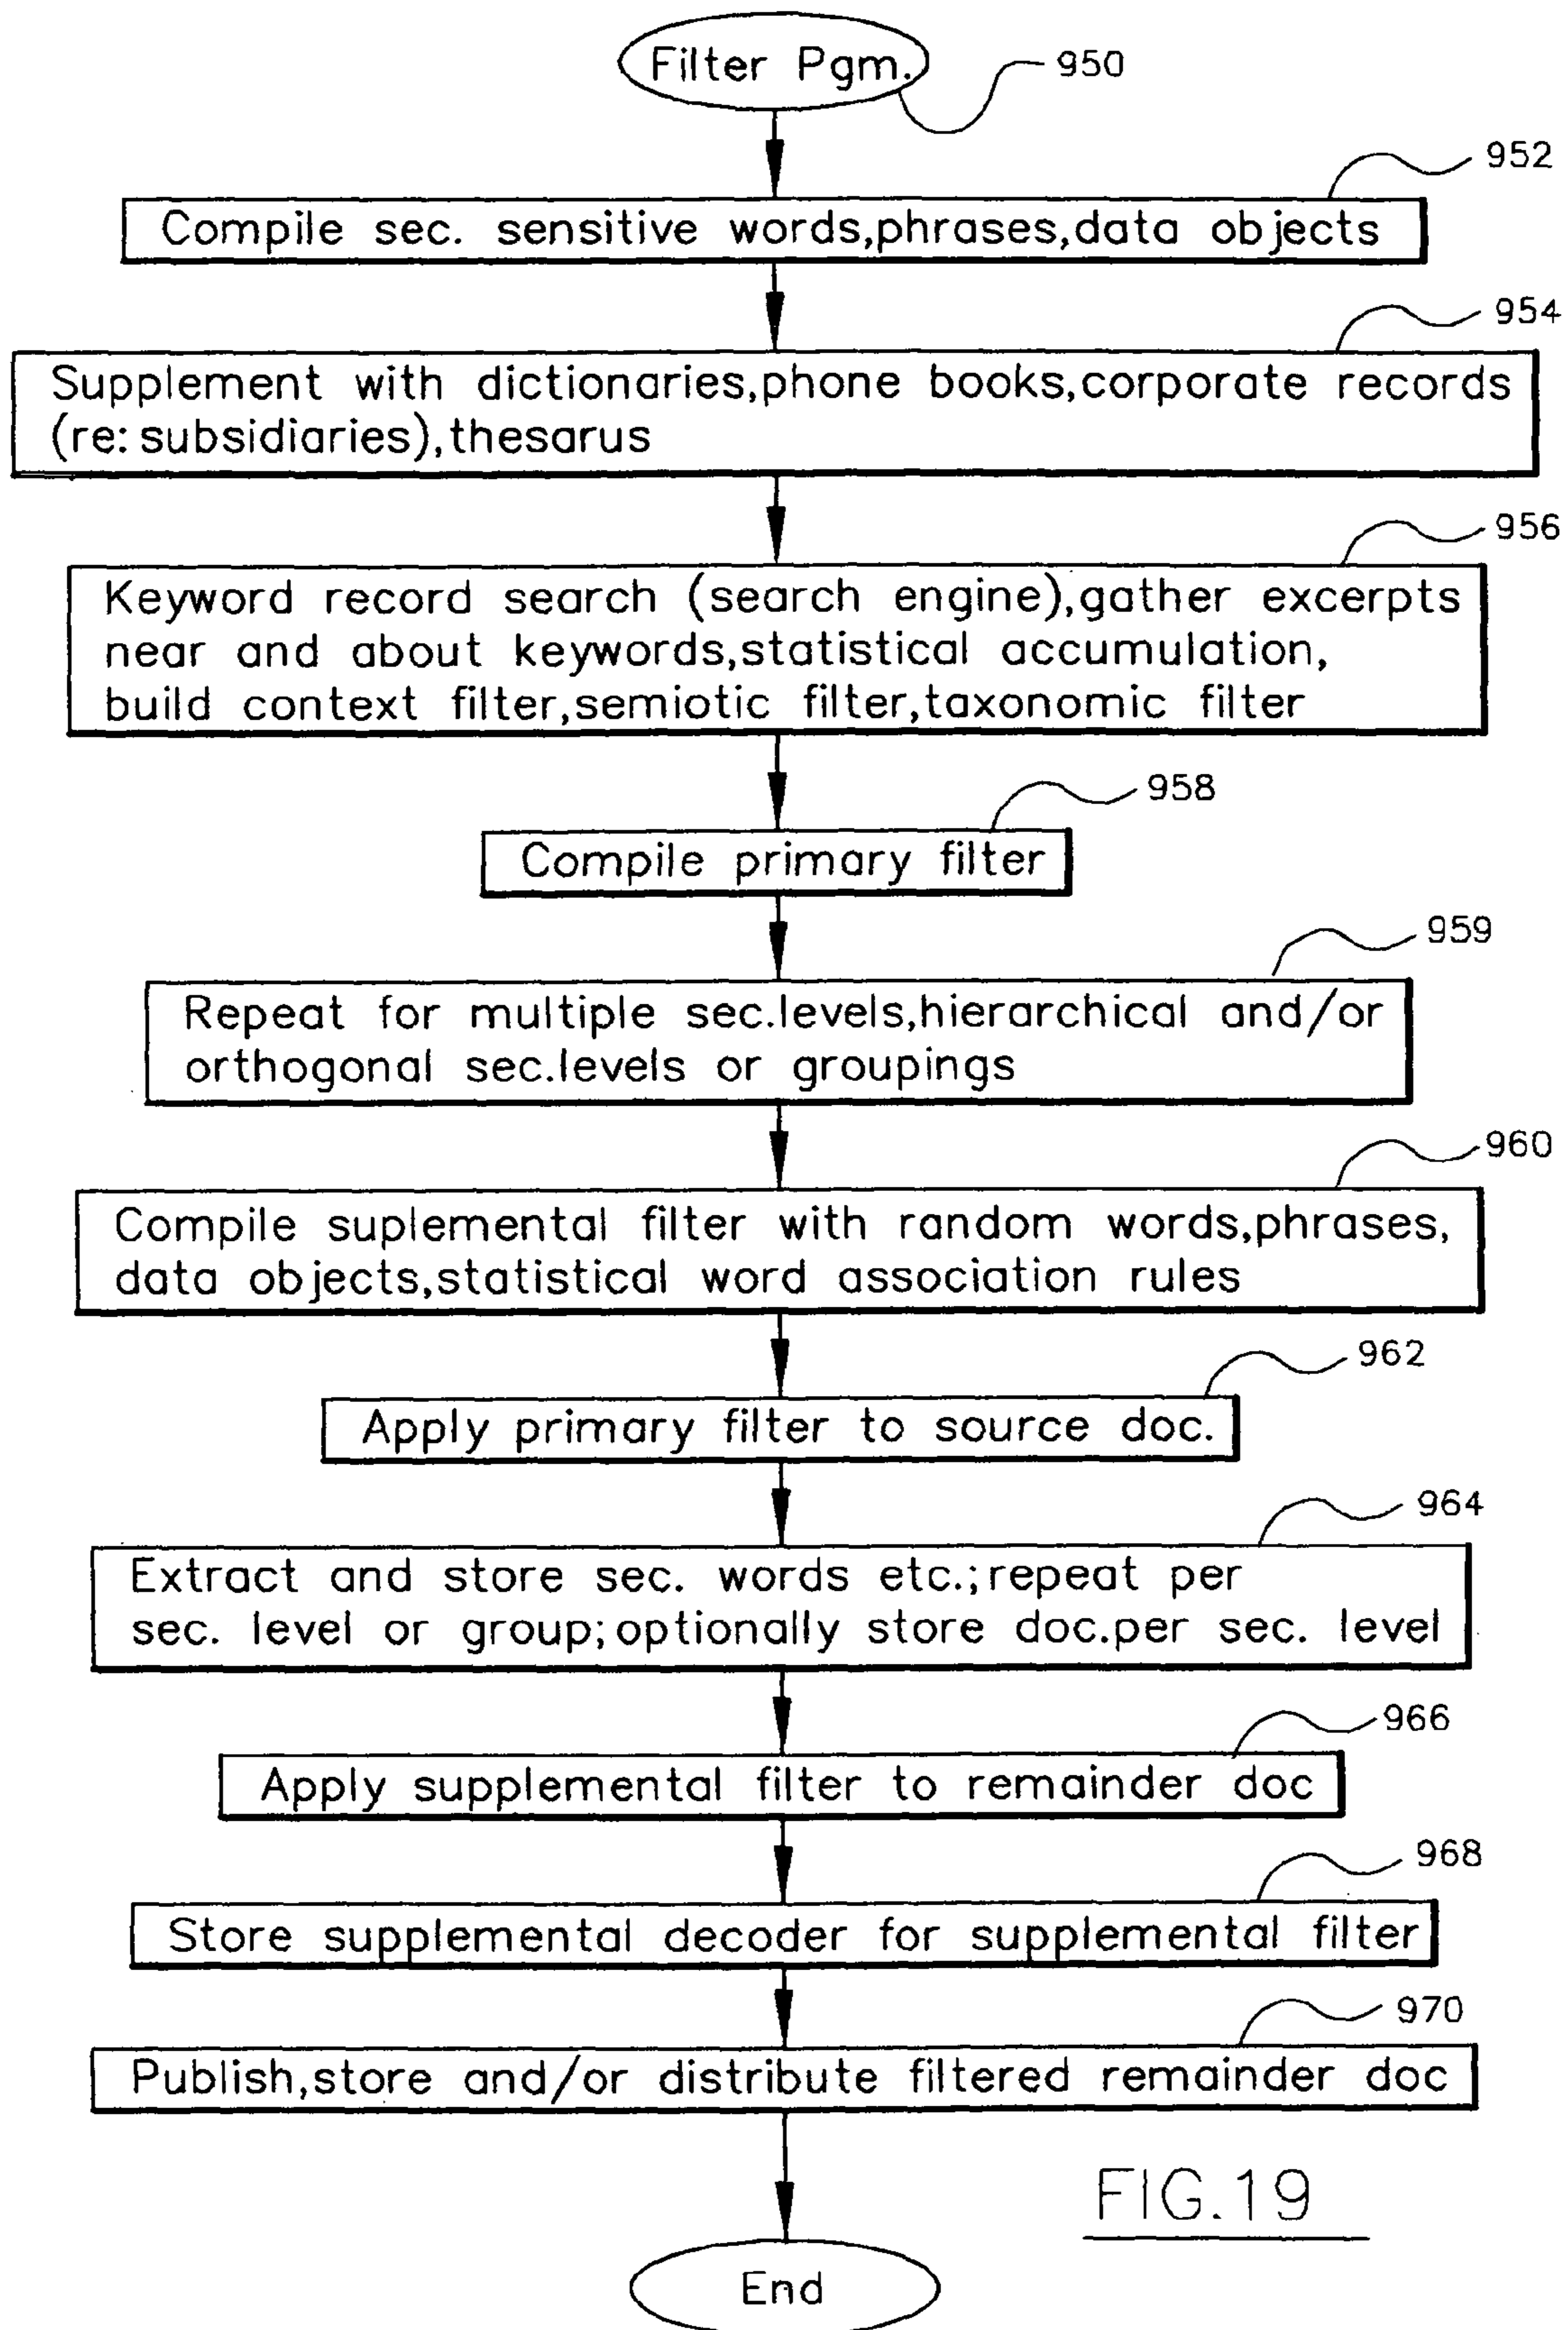 Filter Pgm.
950
952
Compile sec. sensitive words,phrases,data objects
954
Supplement with dictionaries,phone books,corporate records
(re: subsidiaries),thesarus
956
Keyword record search (search engine),gather excerpts
near and about keywords,statistical accumulation,
build context filter,semiotic filter,taxonomic filter
958
Compile primary filter
959
Repeat for multiple sec.levels,hierarchical and/or
orthogonal sec.levels or groupings
960
Compile suplemental filter with random words,phrases,
data objects,statistical word association rules
962
Apply primary filter to source doc.
964
Extract and store sec. words etc.;repeat per
sec. level or group;optionally store doc.per sec. level
966
Apply supplemental filter to remainder doc
968
Store supplemental decoder for supplemental filter
970
Publish,store and/or distribute filtered remainder doc
FIG.19
End